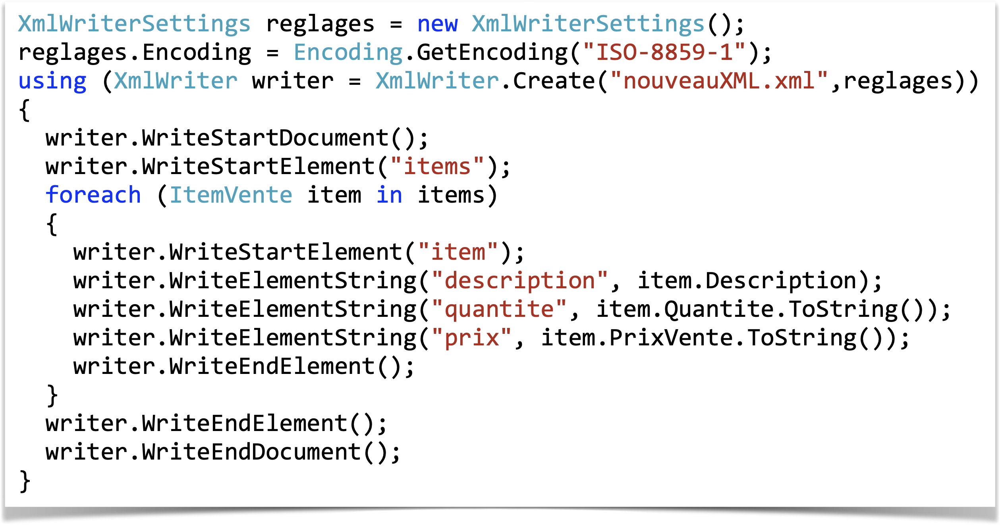 XmlWriterSettings reglages = new XmlWriterSettings();
reglages.Encoding = Encoding.GetEncoding("ISO-8859-1");
using (XmlWriter writer = XmlWriter.Create("nouveauXML.xml",reglages))
{
  writer.WriteStartDocument();
  writer.WriteStartElement("items");
  foreach (ItemVente item in items)
  {
    writer.WriteStartElement("item");
    writer.WriteElementString("description", item.Description);
    writer.WriteElementString("quantite", item.Quantite.ToString());
    writer.WriteElementString("prix", item.PrixVente.ToString());
    writer.WriteEndElement();
  }
  writer.WriteEndElement();
  writer.WriteEndDocument();
}